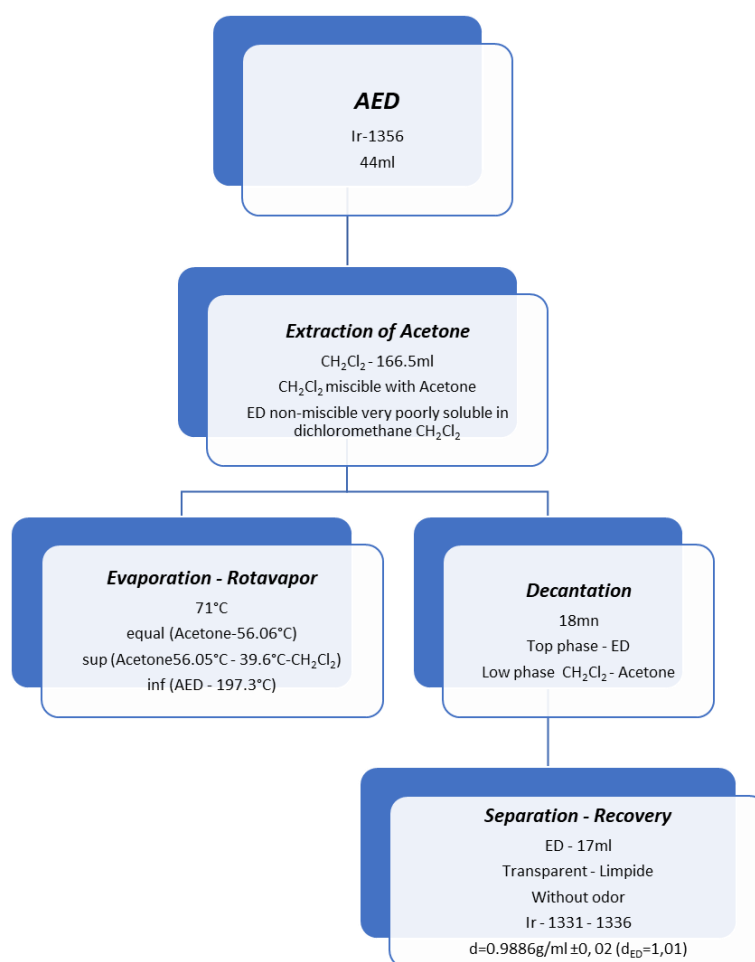 AED
Ir-1356
44ml
Extraction of Acetone
CH₂Cl₂ - 166.5ml
CH₂Cl₂ miscible with Acetone
ED non-miscible very poorly soluble in
dichloromethane CH₂Cl₂
Evaporation - Rotavapor
71°C
equal (Acetone-56.06°C)
sup (Acetone56.05°C - 39.6°C-CH₂Cl₂)
inf (AED - 197.3°C)
Decantation
18mn
Top phase - ED
Low phase CH₂Cl₂ - Acetone
Separation - Recovery
ED - 17ml
Transparent - Limpide
Without odor
Ir - 1331 - 1336
d=0.9886g/ml ±0, 02 (d_ED=1,01)